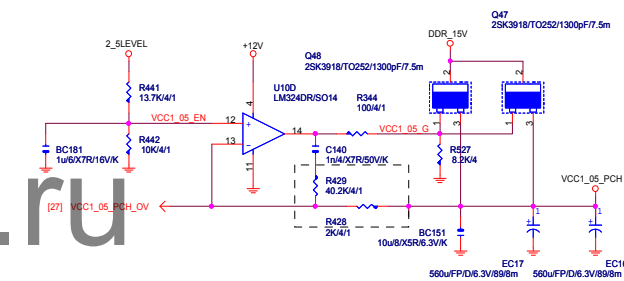 Q47
2SK3918/TO252/1300pF/7.5m
DDR_15V
2_5LEVEL
+12V
Q48
2SK3918/TO252/1300pF/7.5m
2
2
R441
13.7K/4/1
U10D
LM324DR/SO14
R344
100/4/1
4
VCC1_05_EN
12
+
13
-
14
VCC1_05_G
1
3
1
3
11
BC181
1u/6/X7R/16V/K
R442
10K/4/1
C140
1n/4/X7R/50V/K
R527
8.2K/4
R429
40.2K/4/1
VCC1_05_PCH
[27] VCC1_05_PCH_OV
R428
2K/4/1
BC151
10u/8/X5R/6.3V/K
+
1
+
1
EC17
560u/FP/D/6.3V/89/8m
560u/FP/D/6.3V/89/8m
.ru